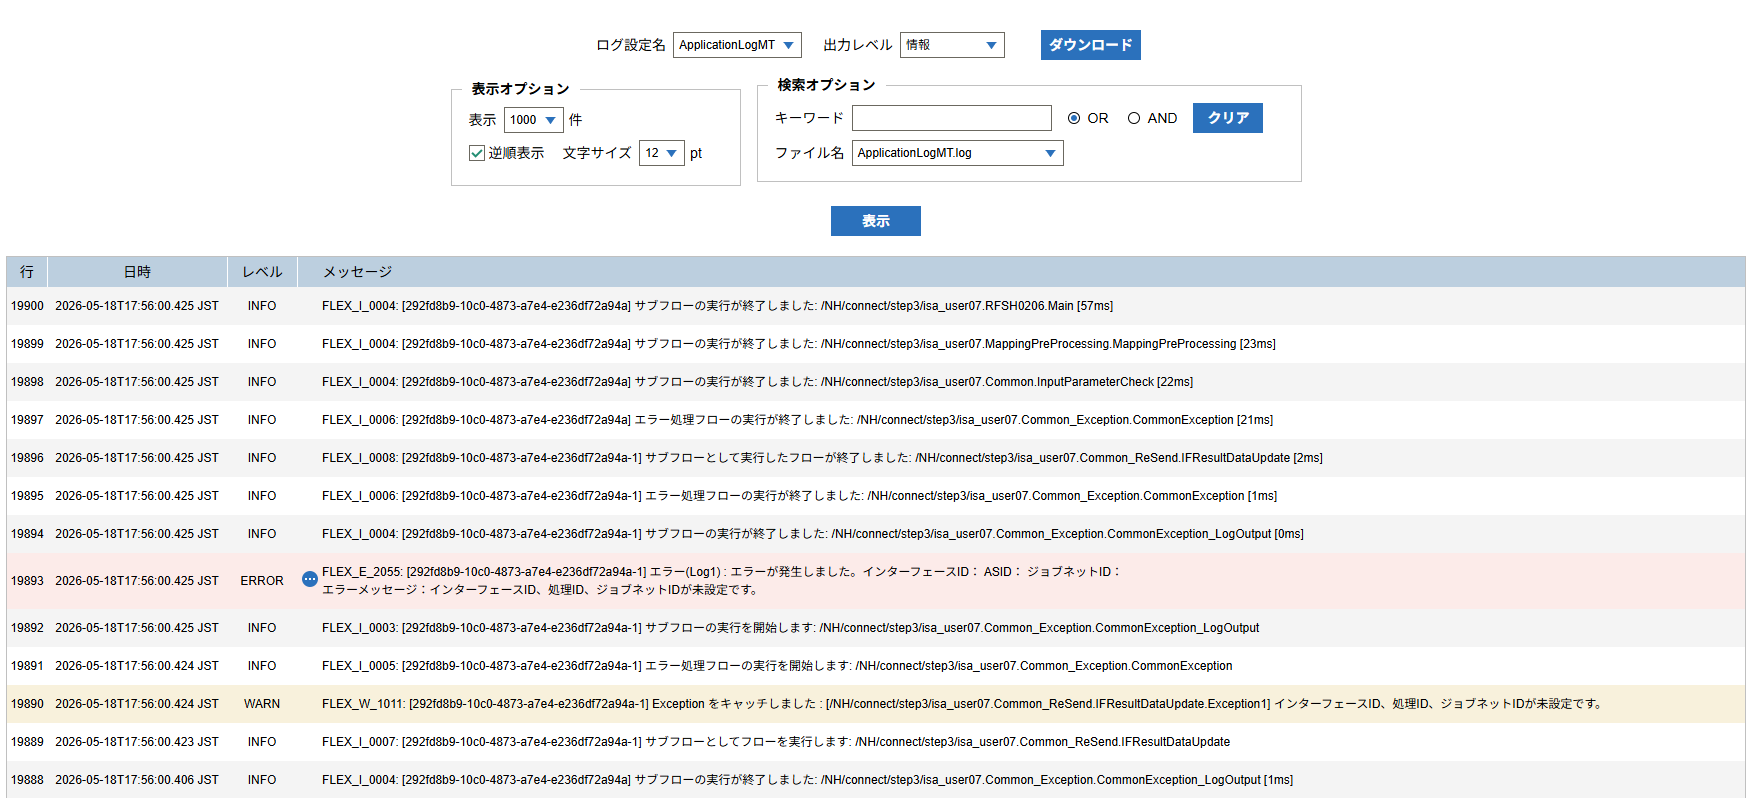 ログ設定名 ApplicationLogMT 出力レベル 情報 ダウンロード
表示オプション
表示 1000 件
逆順表示 文字サイズ 12 pt
検索オプション
キーワード OR AND クリア
ファイル名 ApplicationLogMT.log
表示
行 日時 レベル メッセージ
19900 2026-05-18T17:56:00.425 JST INFO FLEX_I_0004: [292fd8b9-10c0-4873-a7e4-e236df72a94a] サブフローの実行が終了しました: /NH/connect/step3/isa_user07.RFSH0206.Main [57ms]
19899 2026-05-18T17:56:00.425 JST INFO FLEX_I_0004: [292fd8b9-10c0-4873-a7e4-e236df72a94a] サブフローの実行が終了しました: /NH/connect/step3/isa_user07.MappingPreProcessing.MappingPreProcessing [23ms]
19898 2026-05-18T17:56:00.425 JST INFO FLEX_I_0004: [292fd8b9-10c0-4873-a7e4-e236df72a94a] サブフローの実行が終了しました: /NH/connect/step3/isa_user07.Common.InputParameterCheck [22ms]
19897 2026-05-18T17:56:00.425 JST INFO FLEX_I_0006: [292fd8b9-10c0-4873-a7e4-e236df72a94a] エラー処理フローの実行が終了しました: /NH/connect/step3/isa_user07.Common_Exception.CommonException [21ms]
19896 2026-05-18T17:56:00.425 JST INFO FLEX_I_0008: [292fd8b9-10c0-4873-a7e4-e236df72a94a-1] サブフローとして実行したフローが終了しました: /NH/connect/step3/isa_user07.Common_ReSend.IFResultDataUpdate [2ms]
19895 2026-05-18T17:56:00.425 JST INFO FLEX_I_0006: [292fd8b9-10c0-4873-a7e4-e236df72a94a-1] エラー処理フローの実行が終了しました: /NH/connect/step3/isa_user07.Common_Exception.CommonException [1ms]
19894 2026-05-18T17:56:00.425 JST INFO FLEX_I_0004: [292fd8b9-10c0-4873-a7e4-e236df72a94a-1] サブフローの実行が終了しました: /NH/connect/step3/isa_user07.Common_Exception.CommonException_LogOutput [0ms]
19893 2026-05-18T17:56:00.425 JST ERROR FLEX_E_2055: [292fd8b9-10c0-4873-a7e4-e236df72a94a-1] エラー(Log1) : エラーが発生しました。インターフェースID： ASID： ジョブネットID：
エラーメッセージ：インターフェースID、処理ID、ジョブネットIDが未設定です。
19892 2026-05-18T17:56:00.425 JST INFO FLEX_I_0003: [292fd8b9-10c0-4873-a7e4-e236df72a94a-1] サブフローの実行を開始します: /NH/connect/step3/isa_user07.Common_Exception.CommonException_LogOutput
19891 2026-05-18T17:56:00.424 JST INFO FLEX_I_0005: [292fd8b9-10c0-4873-a7e4-e236df72a94a-1] エラー処理フローの実行を開始します: /NH/connect/step3/isa_user07.Common_Exception.CommonException
19890 2026-05-18T17:56:00.424 JST WARN FLEX_W_1011: [292fd8b9-10c0-4873-a7e4-e236df72a94a-1] Exception をキャッチしました : [/NH/connect/step3/isa_user07.Common_ReSend.IFResultDataUpdate.Exception1] インターフェースID、処理ID、ジョブネットIDが未設定です。
19889 2026-05-18T17:56:00.423 JST INFO FLEX_I_0007: [292fd8b9-10c0-4873-a7e4-e236df72a94a-1] サブフローとしてフローを実行します: /NH/connect/step3/isa_user07.Common_ReSend.IFResultDataUpdate
19888 2026-05-18T17:56:00.406 JST INFO FLEX_I_0004: [292fd8b9-10c0-4873-a7e4-e236df72a94a] サブフローの実行が終了しました: /NH/connect/step3/isa_user07.Common_Exception.CommonException_LogOutput [1ms]